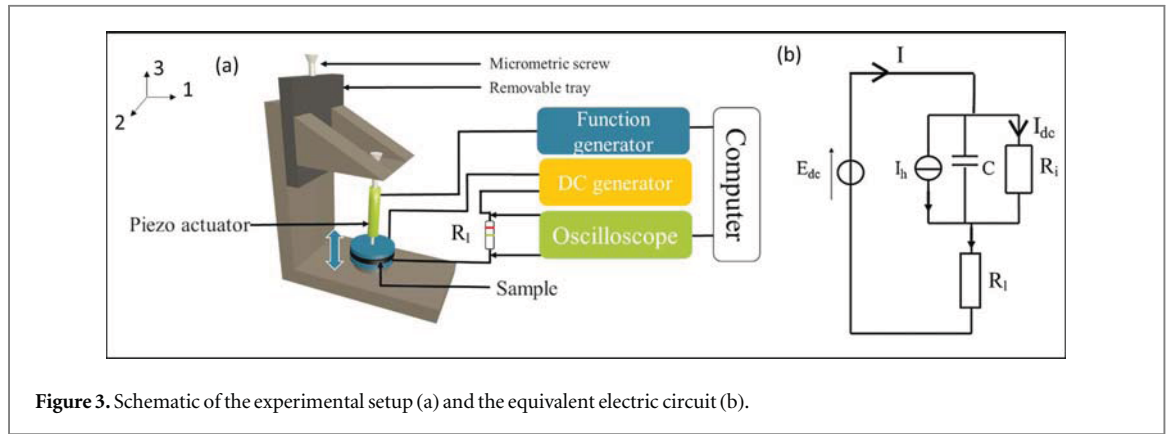 (a)
3
1
2
Micrometric screw
Removable tray
Function
generator
DC generator
Oscilloscope
Computer
Piezo actuator
R_l
Sample
(b)
I
E_dc
I_h
C
I_dc
R_i
R_l
Figure 3. Schematic of the experimental setup (a) and the equivalent electric circuit (b).